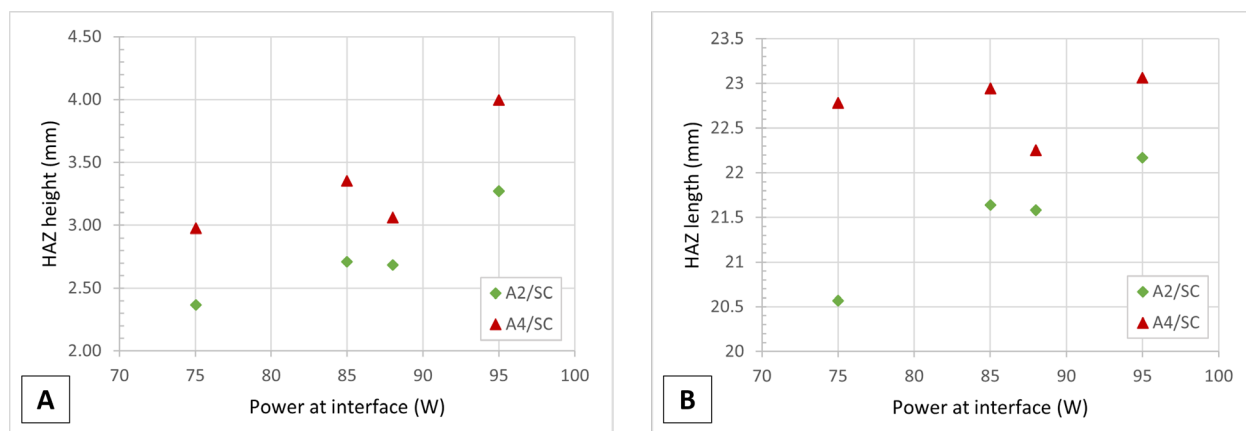 4.50
4.00
3.50
3.00
2.50
2.00
HAZ height (mm)
A2/SC
A4/SC
70 75 80 85 90 95 100
Power at interface (W)
A
23.5
23
22.5
22
21.5
21
20.5
20
HAZ length (mm)
A2/SC
A4/SC
70 75 80 85 90 95 100
Power at interface (W)
B